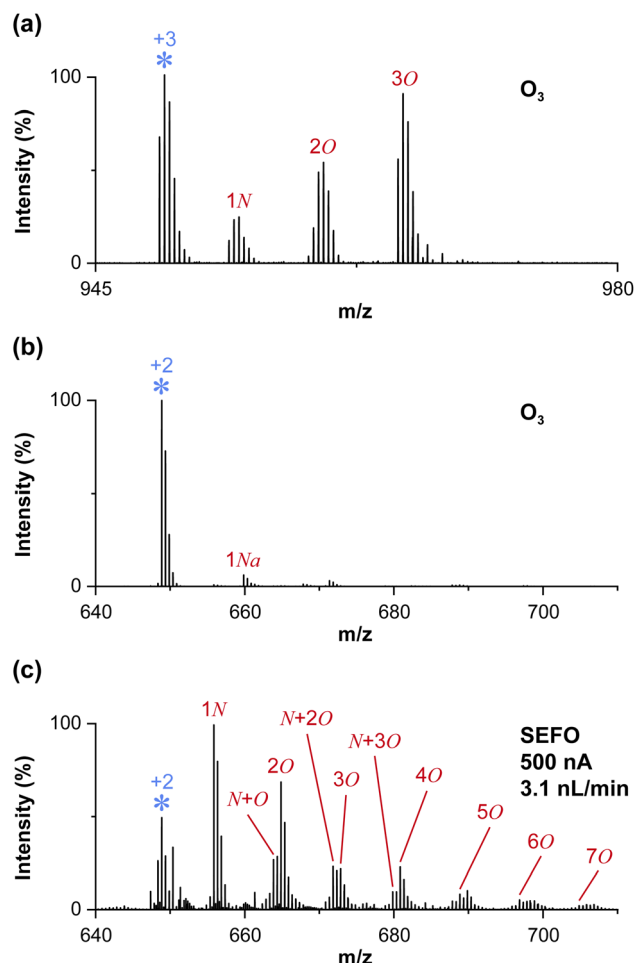 (a)
+3
*
3O
O₃
100
2O
1N
Intensity (%)
0
945
980
m/z
(b)
+2
*
100
O₃
Intensity (%)
1Na
0
640
660
680
700
m/z
(c)
100
1N
N+2O
N+3O
SEFO
500 nA
3.1 nL/min
+2
*
2O
3O
4O
N+O
5O
6O
7O
Intensity (%)
0
640
660
680
700
m/z